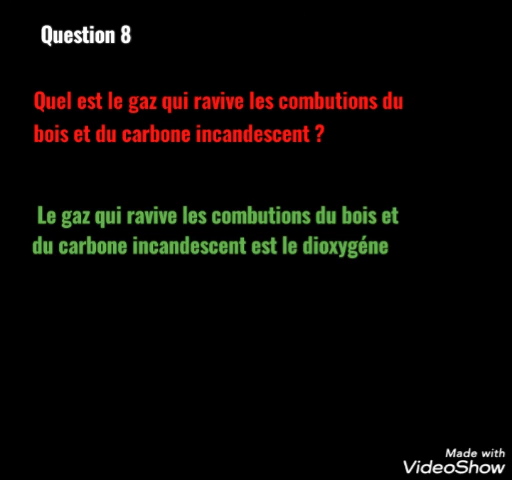 Question 8
Quel est le gaz qui ravive les combutions du
bois et du carbone incandescent ?
Le gaz qui ravive les combutions du bois et
du carbone incandescent est le dioxygéne
Made with
VideoShow